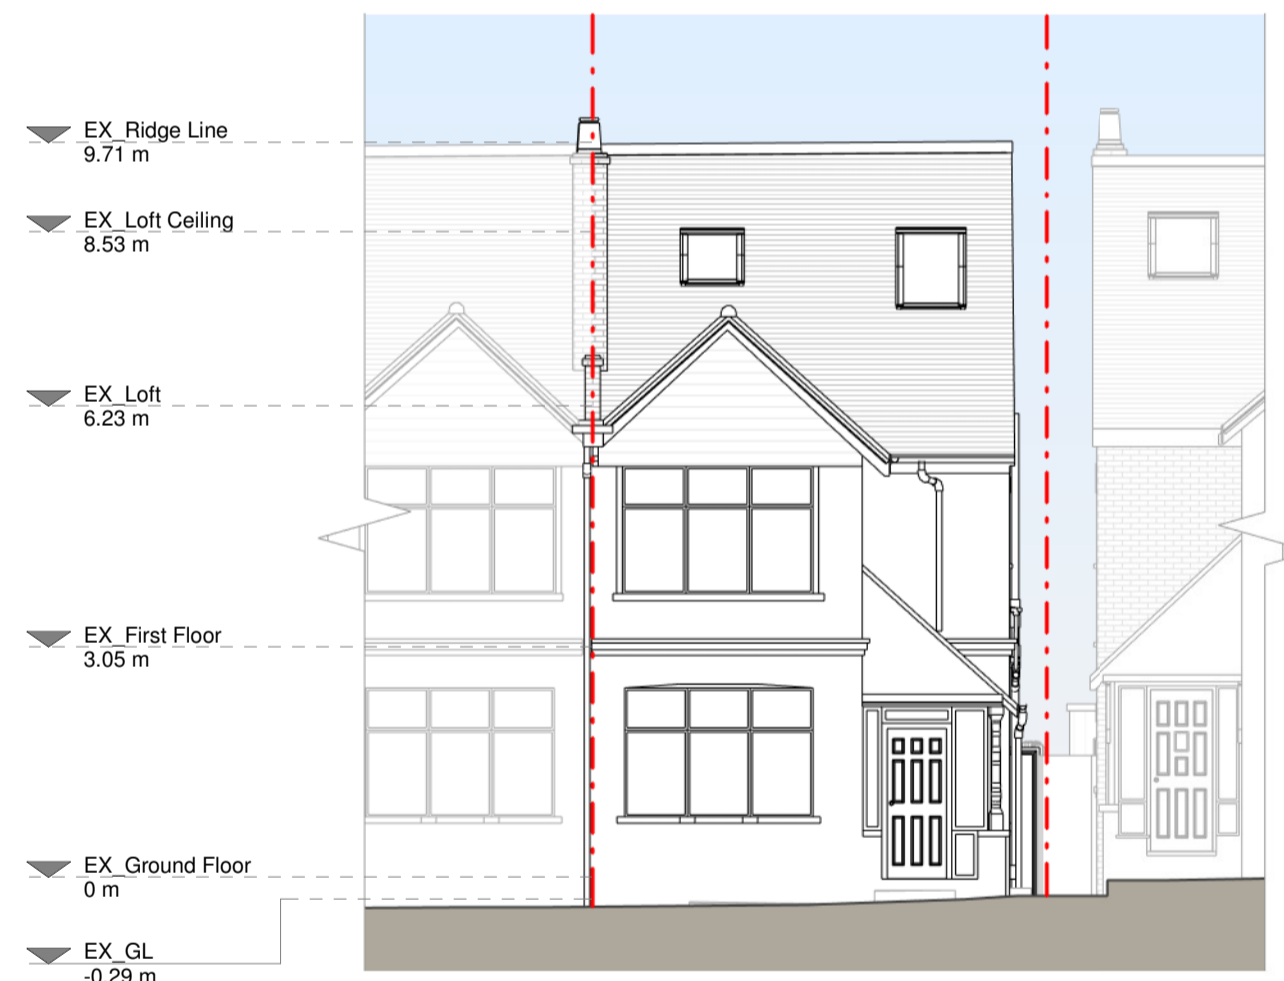 EX_Ridge Line
9.71 m
EX_Loft Ceiling
8.53 m
EX_Loft
6.23 m
EX_First Floor
3.05 m
EX_Ground Floor
0 m
EX_GL
-0.29 m